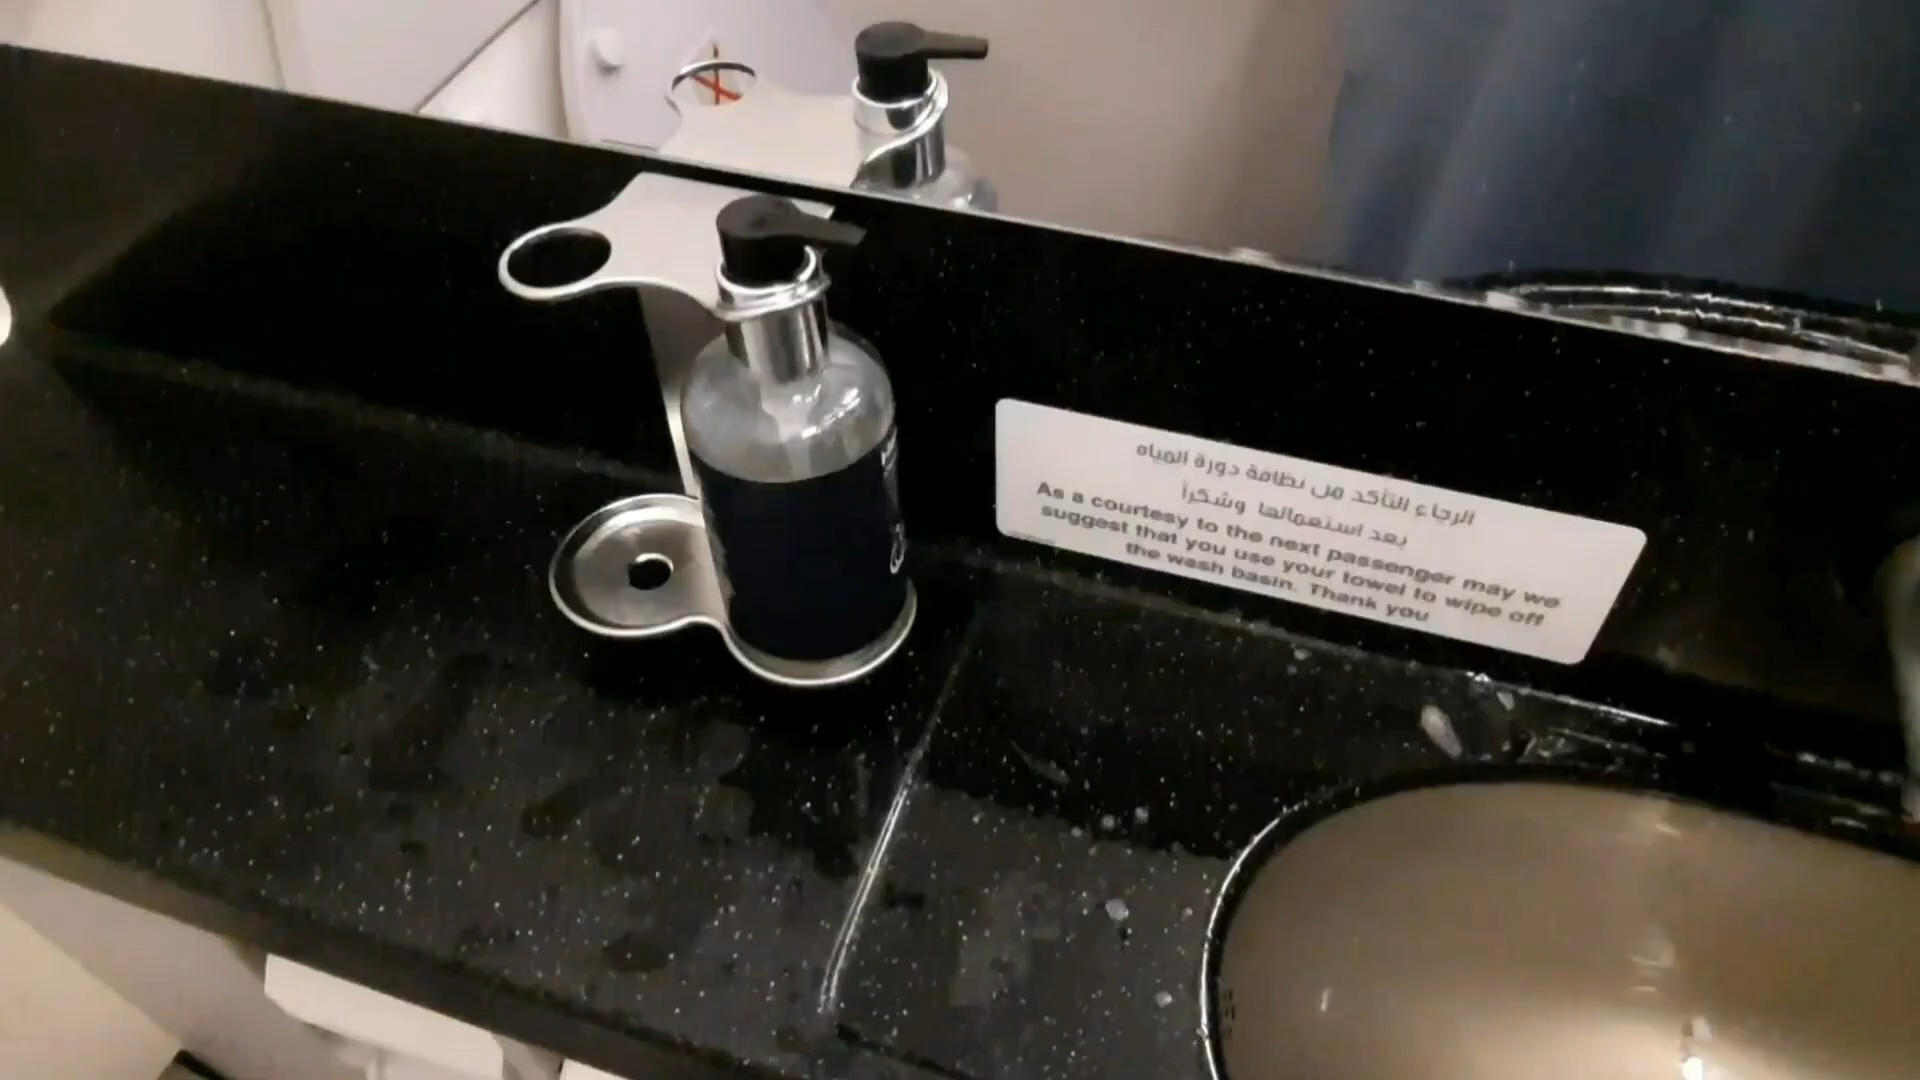 الرجاء التأكد من نظافة دورة المياه
بعد استعمالها وشكراً
As a courtesy to the next passenger may we
suggest that you use your towel to wipe off
the wash basin. Thank you